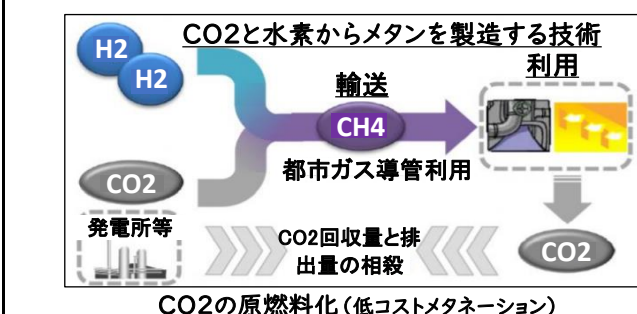 CO2と水素からメタンを製造する技術
H2
H2
輸送
利用
CH4
都市ガス導管利用
CO2
発電所等
CO2回収量と排
出量の相殺
CO2
CO2の原燃料化(低コストメタネーション)